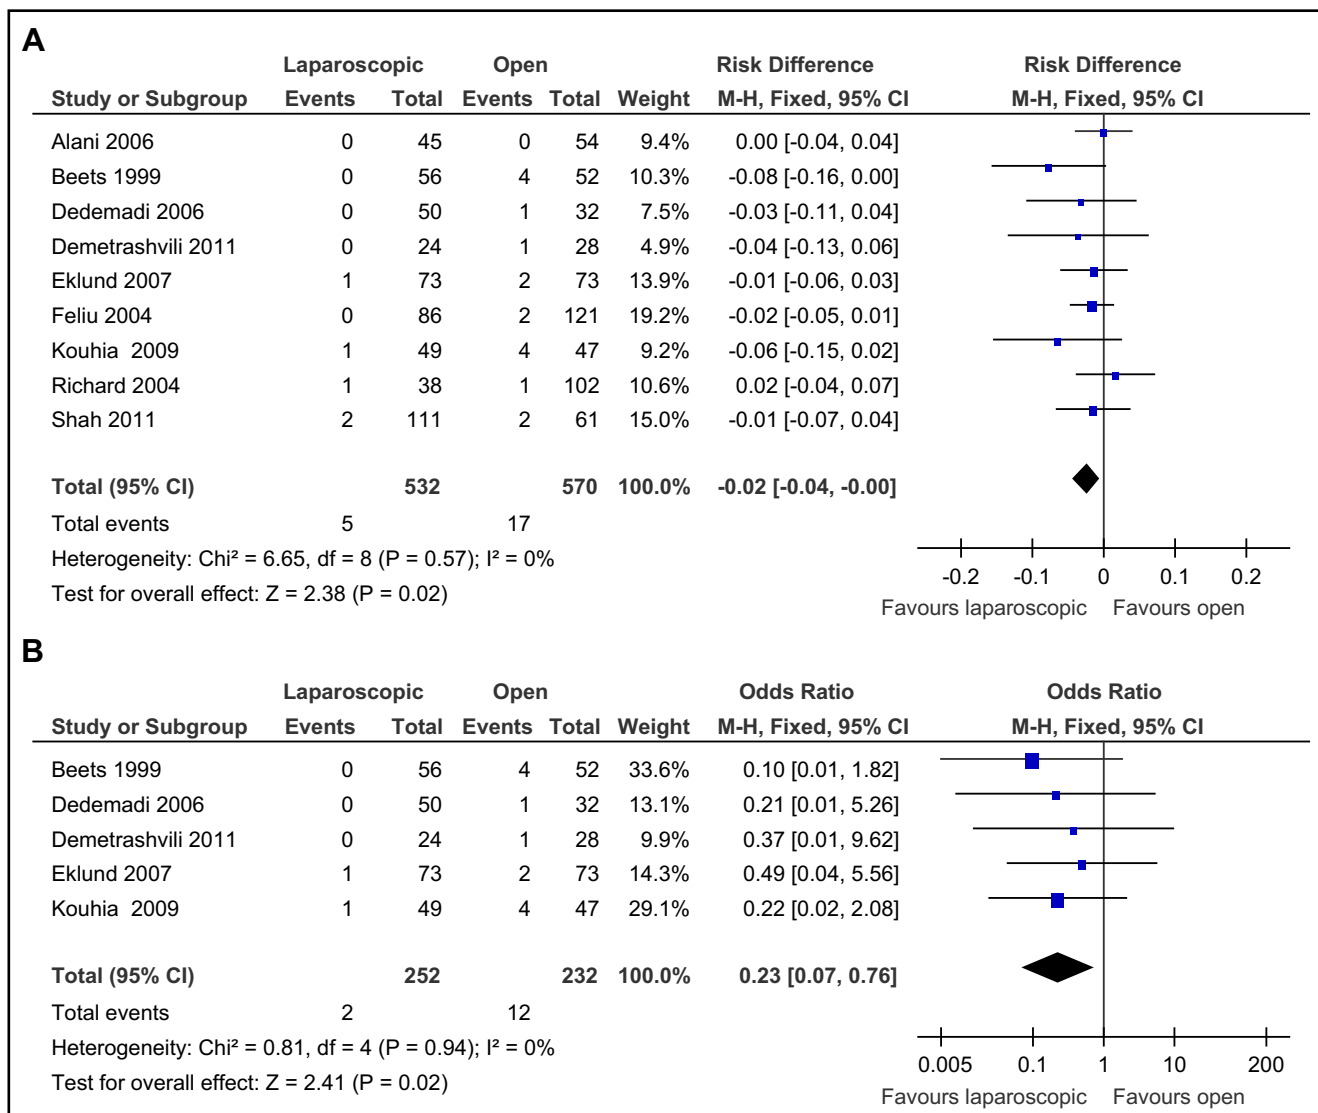 A
Laparoscopic Open Risk Difference Risk Difference
Study or Subgroup Events Total Events Total Weight M-H, Fixed, 95% CI M-H, Fixed, 95% CI
Alani 2006 0 45 0 54 9.4% 0.00 [-0.04, 0.04]
Beets 1999 0 56 4 52 10.3% -0.08 [-0.16, 0.00]
Dedemadi 2006 0 50 1 32 7.5% -0.03 [-0.11, 0.04]
Demetrashvili 2011 0 24 1 28 4.9% -0.04 [-0.13, 0.06]
Eklund 2007 1 73 2 73 13.9% -0.01 [-0.06, 0.03]
Feliu 2004 0 86 2 121 19.2% -0.02 [-0.05, 0.01]
Kouhia 2009 1 49 4 47 9.2% -0.06 [-0.15, 0.02]
Richard 2004 1 38 1 102 10.6% 0.02 [-0.04, 0.07]
Shah 2011 2 111 2 61 15.0% -0.01 [-0.07, 0.04]
Total (95% CI) 532 570 100.0% -0.02 [-0.04, -0.00]
Total events 5 17
Heterogeneity: Chi² = 6.65, df = 8 (P = 0.57); I² = 0%
Test for overall effect: Z = 2.38 (P = 0.02)
-0.2 -0.1 0 0.1 0.2
Favours laparoscopic Favours open
B
Laparoscopic Open Odds Ratio Odds Ratio
Study or Subgroup Events Total Events Total Weight M-H, Fixed, 95% CI M-H, Fixed, 95% CI
Beets 1999 0 56 4 52 33.6% 0.10 [0.01, 1.82]
Dedemadi 2006 0 50 1 32 13.1% 0.21 [0.01, 5.26]
Demetrashvili 2011 0 24 1 28 9.9% 0.37 [0.01, 9.62]
Eklund 2007 1 73 2 73 14.3% 0.49 [0.04, 5.56]
Kouhia 2009 1 49 4 47 29.1% 0.22 [0.02, 2.08]
Total (95% CI) 252 232 100.0% 0.23 [0.07, 0.76]
Total events 2 12
Heterogeneity: Chi² = 0.81, df = 4 (P = 0.94); I² = 0%
Test for overall effect: Z = 2.41 (P = 0.02)
0.005 0.1 1 10 200
Favours laparoscopic Favours open